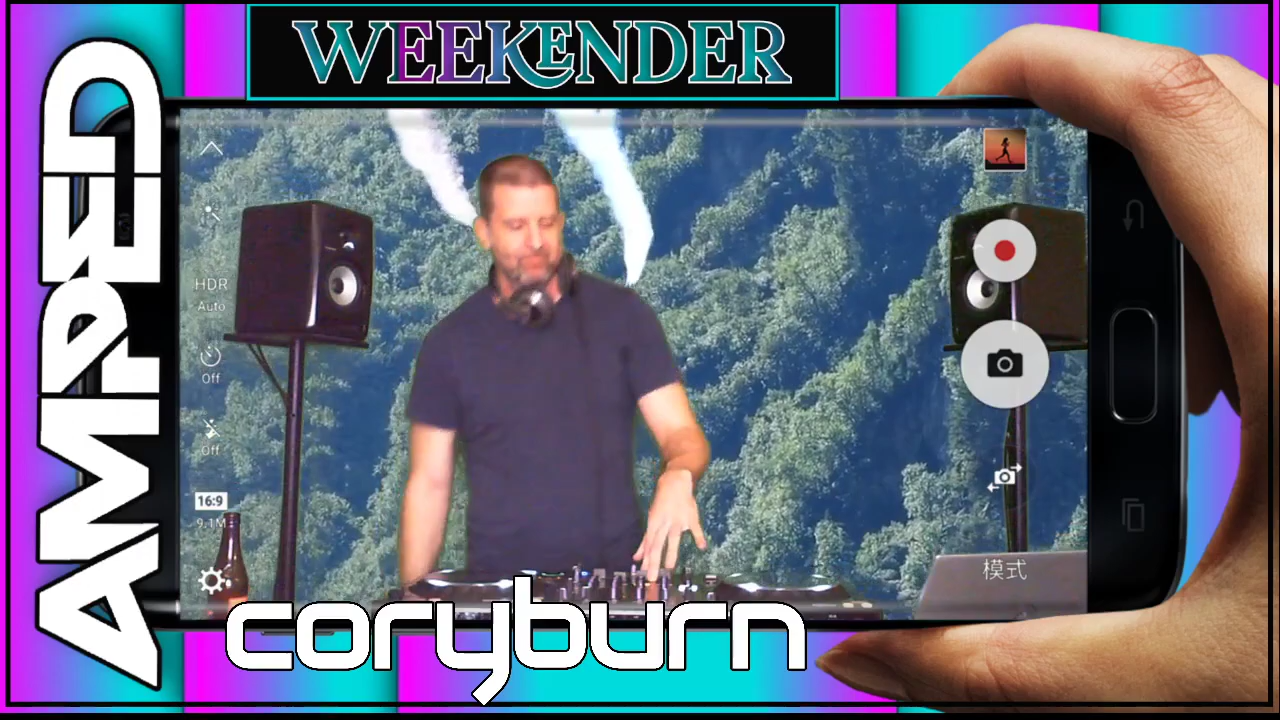 WEEKENDER
AMPED
HDR
Auto
Off
Off
16:9
9.1M
模式
coryburn